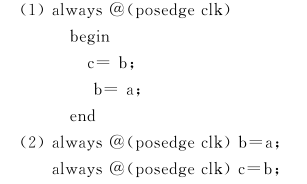 (1) always @(posedge clk)
begin
c= b;
b= a;
end
(2) always @(posedge clk) b=a;
always @(posedge clk) c=b;